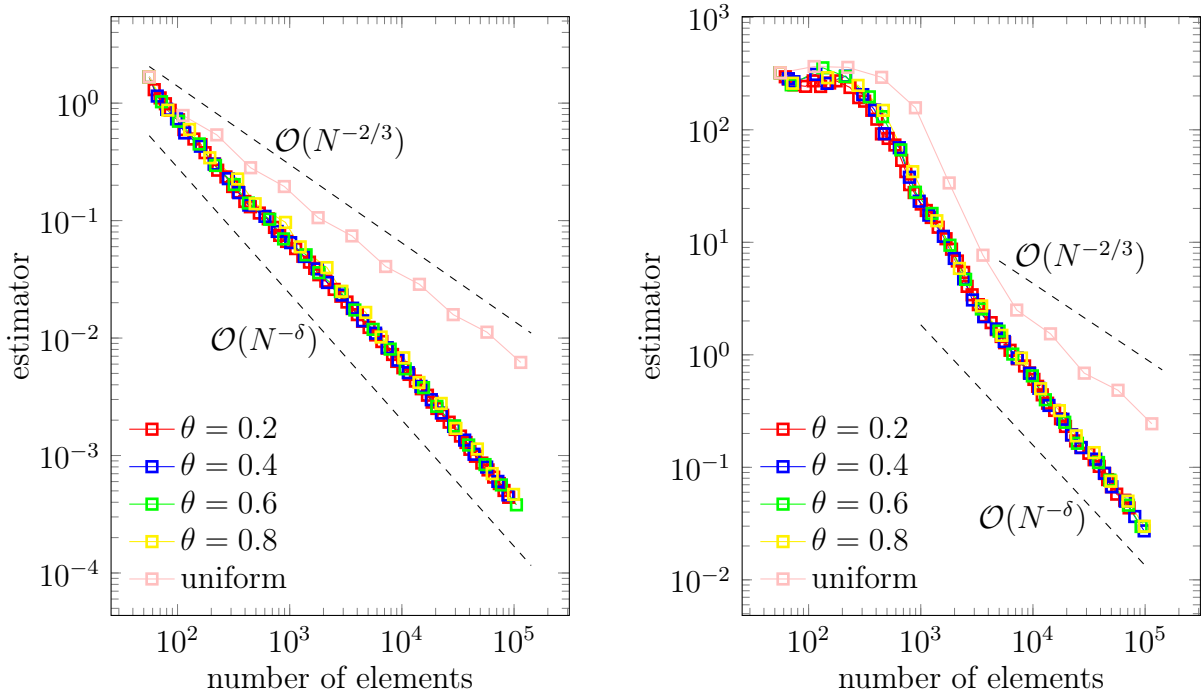 10^0
10^{-1}
10^{-2}
10^{-3}
10^{-4}
estimator
O(N^{-2/3})
O(N^{-δ})
θ = 0.2
θ = 0.4
θ = 0.6
θ = 0.8
uniform
10^2 10^3 10^4 10^5
number of elements
10^3
10^2
10^1
10^0
10^{-1}
10^{-2}
estimator
O(N^{-2/3})
O(N^{-δ})
θ = 0.2
θ = 0.4
θ = 0.6
θ = 0.8
uniform
10^2 10^3 10^4 10^5
number of elements